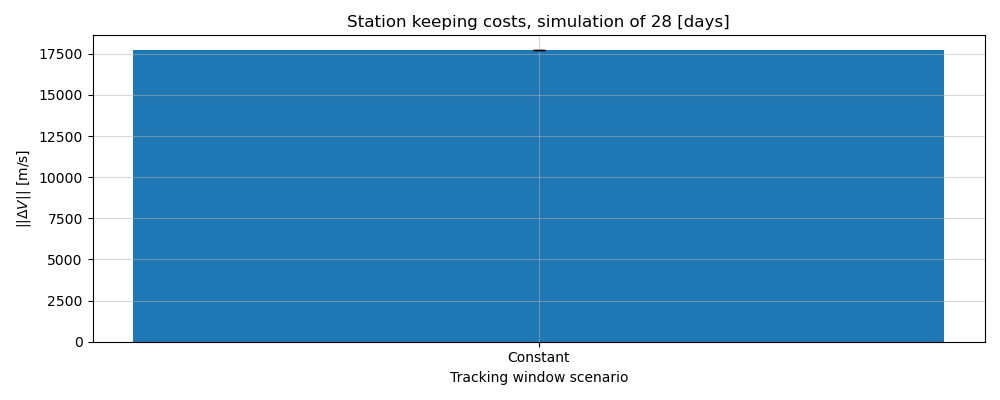 Station keeping costs, simulation of 28 [days]
17500
15000
12500
10000
7500
5000
2500
0
||ΔV|| [m/s]
Constant
Tracking window scenario